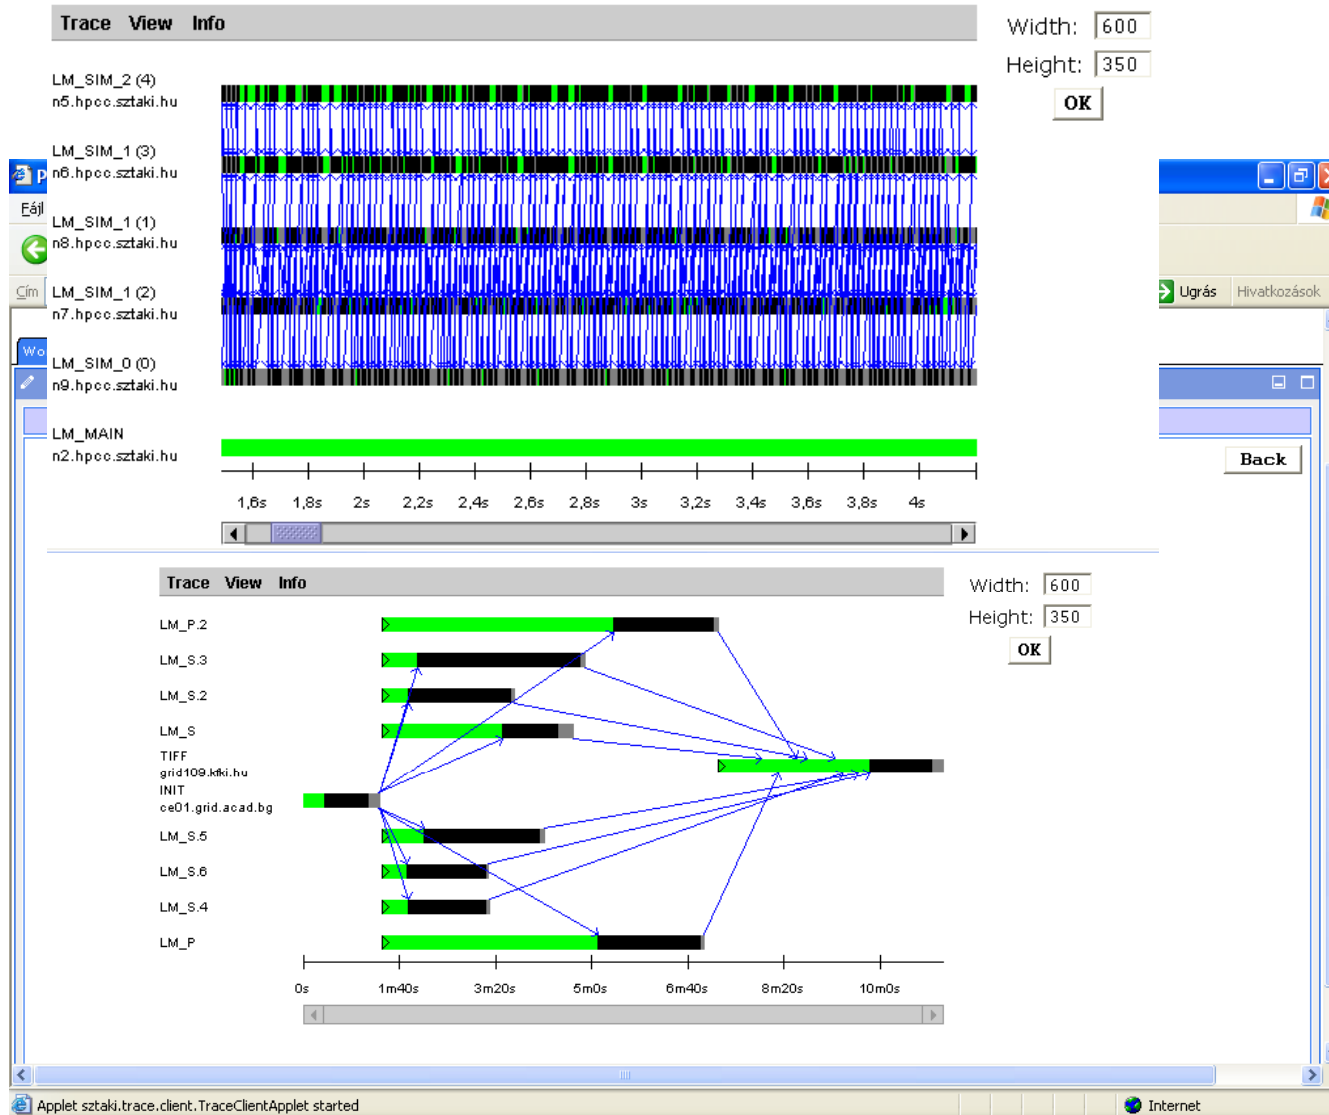 Trace View Info
Width: 600
Height: 350
OK
LM_SIM_2 (4)
n5.hpcc.sztaki.hu
LM_SIM_1 (3)
n6.hpcc.sztaki.hu
LM_SIM_1 (1)
n8.hpcc.sztaki.hu
LM_SIM_1 (2)
n7.hpcc.sztaki.hu
LM_SIM_0 (0)
n9.hpcc.sztaki.hu
LM_MAIN
n2.hpcc.sztaki.hu
1,6s 1,8s 2s 2,2s 2,4s 2,6s 2,8s 3s 3,2s 3,4s 3,6s 3,8s 4s
P
Fájl
Cím
Ugrás Hivatkozások
Wo
Back
Trace View Info
Width: 600
Height: 350
OK
LM_P.2
LM_S.3
LM_S.2
LM_S
TIFF
grid109.kfki.hu
INIT
ce01.grid.acad.bg
LM_S.5
LM_S.6
LM_S.4
LM_P
0s 1m40s 3m20s 5m0s 6m40s 8m20s 10m0s
Applet sztaki.trace.client.TraceClientApplet started
Internet